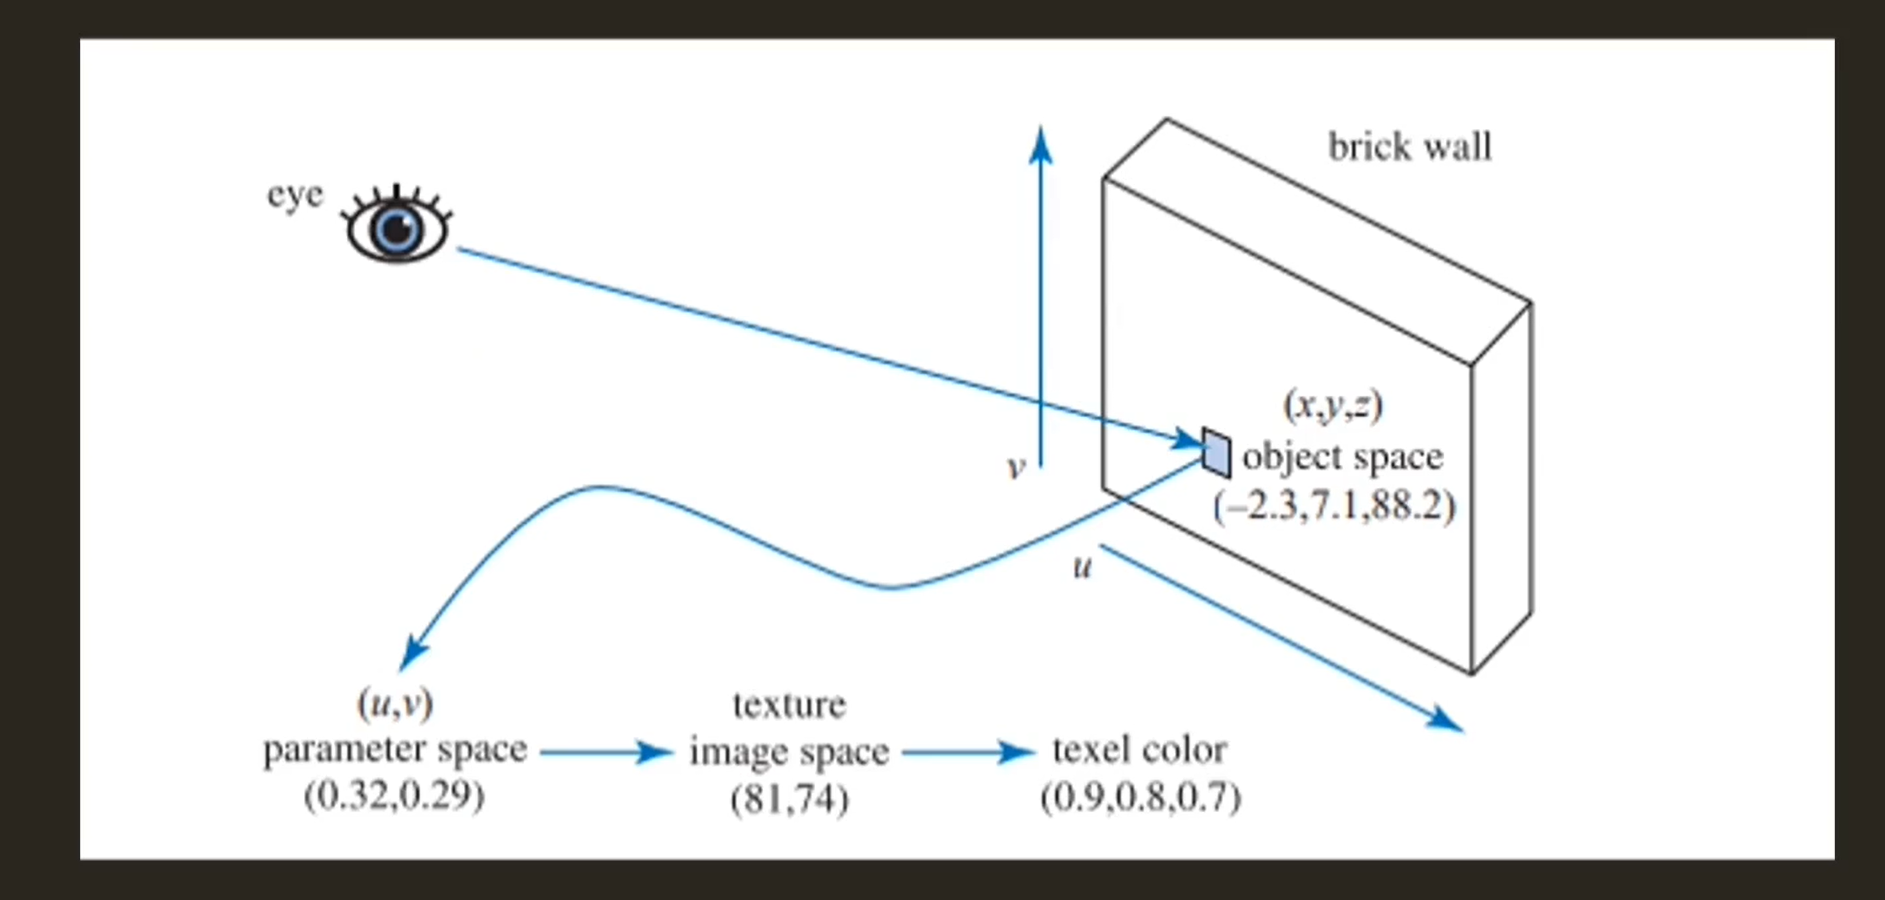 brick wall
eye
(x,y,z)
object space
(–2.3,7.1,88.2)
v
u
(u,v)
parameter space
(0.32,0.29)
texture
image space
(81,74)
texel color
(0.9,0.8,0.7)